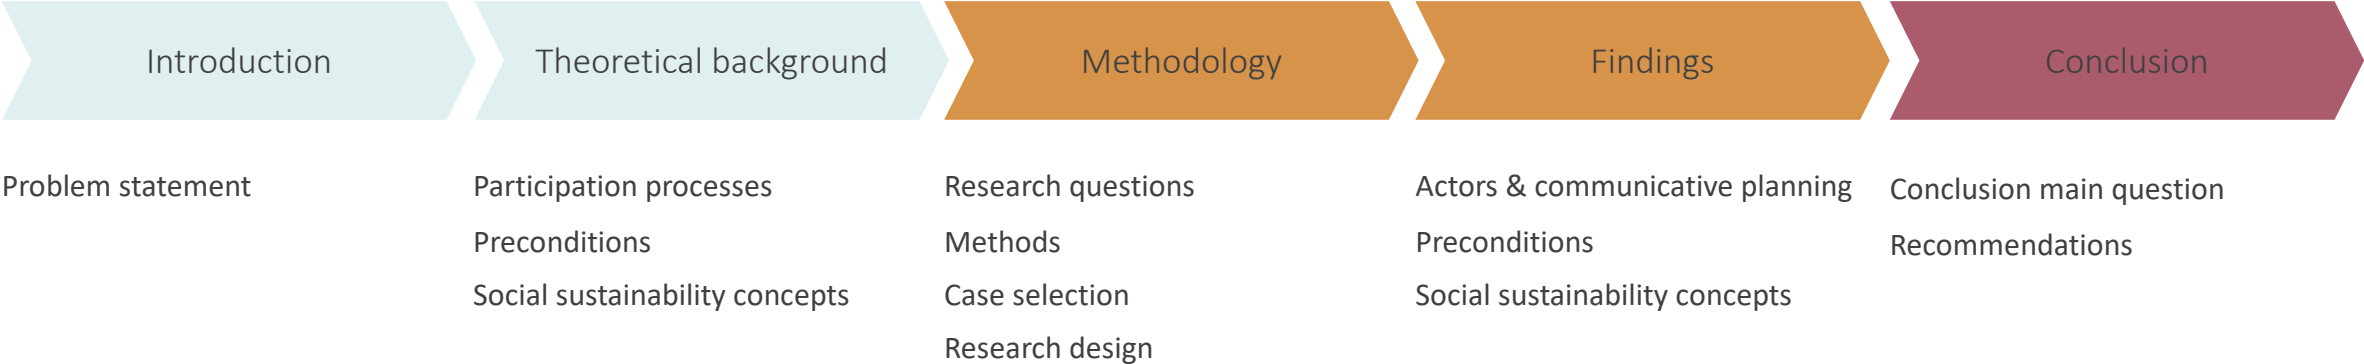 Introduction
Theoretical background
Methodology
Findings
Conclusion
Problem statement
Participation processes
Preconditions
Social sustainability concepts
Research questions
Methods
Case selection
Research design
Actors & communicative planning
Preconditions
Social sustainability concepts
Conclusion main question
Recommendations